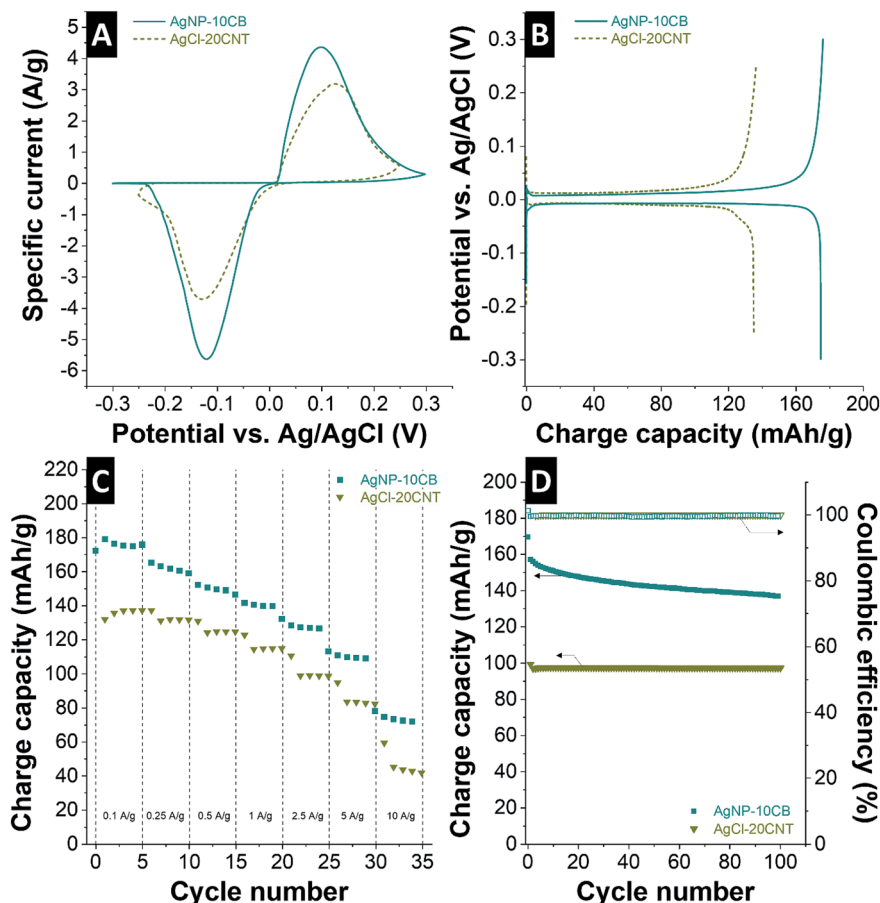 A
AgNP-10CB
AgCl-20CNT
Specific current (A/g)
5
4
3
2
1
0
-1
-2
-3
-4
-5
-6
-0.3
-0.2
-0.1
0.0
0.1
0.2
0.3
Potential vs. Ag/AgCl (V)
B
AgNP-10CB
AgCl-20CNT
Potential vs. Ag/AgCl (V)
0.3
0.2
0.1
0.0
-0.1
-0.2
-0.3
0
40
80
120
160
200
Charge capacity (mAh/g)
C
AgNP-10CB
AgCl-20CNT
Charge capacity (mAh/g)
220
200
180
160
140
120
100
80
60
40
20
0
0.1 A/g
0.25 A/g
0.5 A/g
1 A/g
2.5 A/g
5 A/g
10 A/g
0
5
10
15
20
25
30
35
Cycle number
D
Charge capacity (mAh/g)
200
180
160
140
120
100
80
60
40
20
0
AgNP-10CB
AgCl-20CNT
100
80
60
40
20
0
Coulombic efficiency (%)
0
20
40
60
80
100
Cycle number